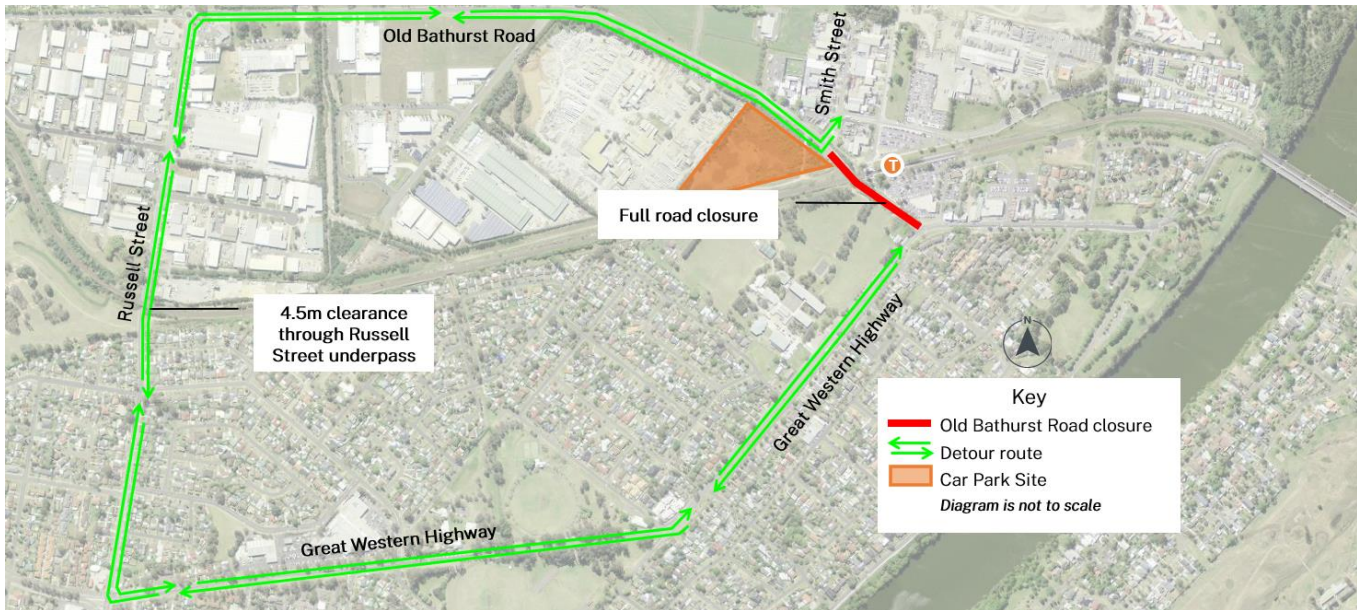 Old Bathurst Road
Smith Street
T
Full road closure
Russell Street
4.5m clearance
through Russell
Street underpass
Great Western Highway
Great Western Highway
N
Key
Old Bathurst Road closure
Detour route
Car Park Site
Diagram is not to scale